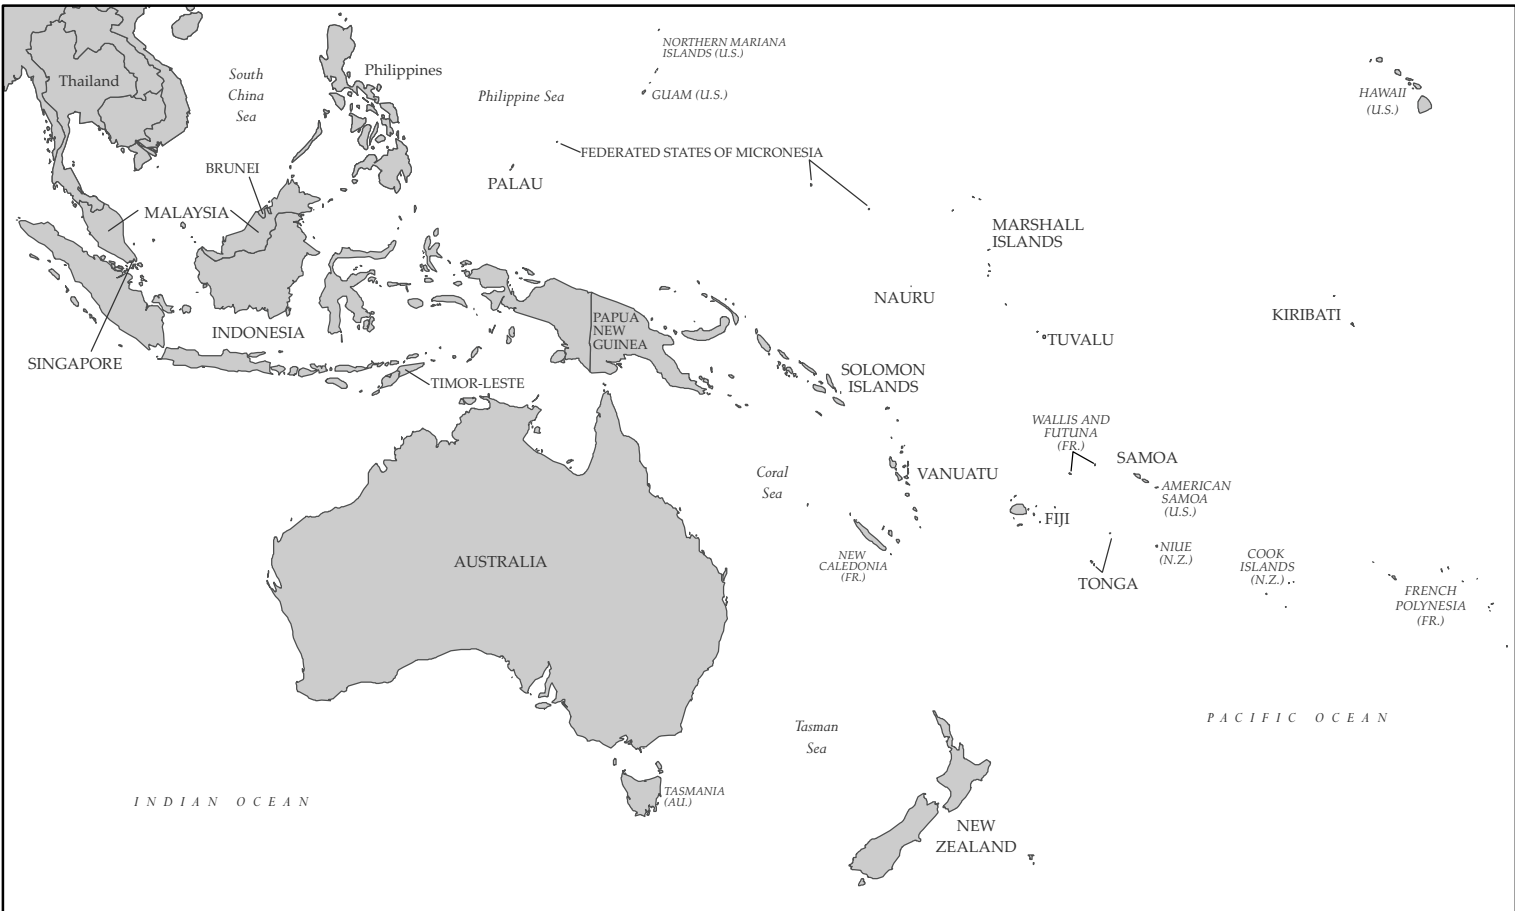 NORTHERN MARIANA
ISLANDS (U.S.)
Thailand
South
China
Sea
Philippines
Philippine Sea
GUAM (U.S.)
HAWAII
(U.S.)
FEDERATED STATES OF MICRONESIA
BRUNEI
PALAU
MALAYSIA
MARSHALL
ISLANDS
NAURU
KIRIBATI
INDONESIA
PAPUA
NEW
GUINEA
TUVALU
SINGAPORE
SOLOMON
ISLANDS
TIMOR-LESTE
WALLIS AND
FUTUNA
(FR.)
SAMOA
Coral
Sea
VANUATU
AMERICAN
SAMOA
(U.S.)
FIJI
AUSTRALIA
NEW
CALEDONIA
(FR.)
NIUE
(N.Z.)
COOK
ISLANDS
(N.Z.)
TONGA
FRENCH
POLYNESIA
(FR.)
PACIFIC OCEAN
Tasman
Sea
INDIAN OCEAN
TASMANIA
(AU.)
NEW
ZEALAND